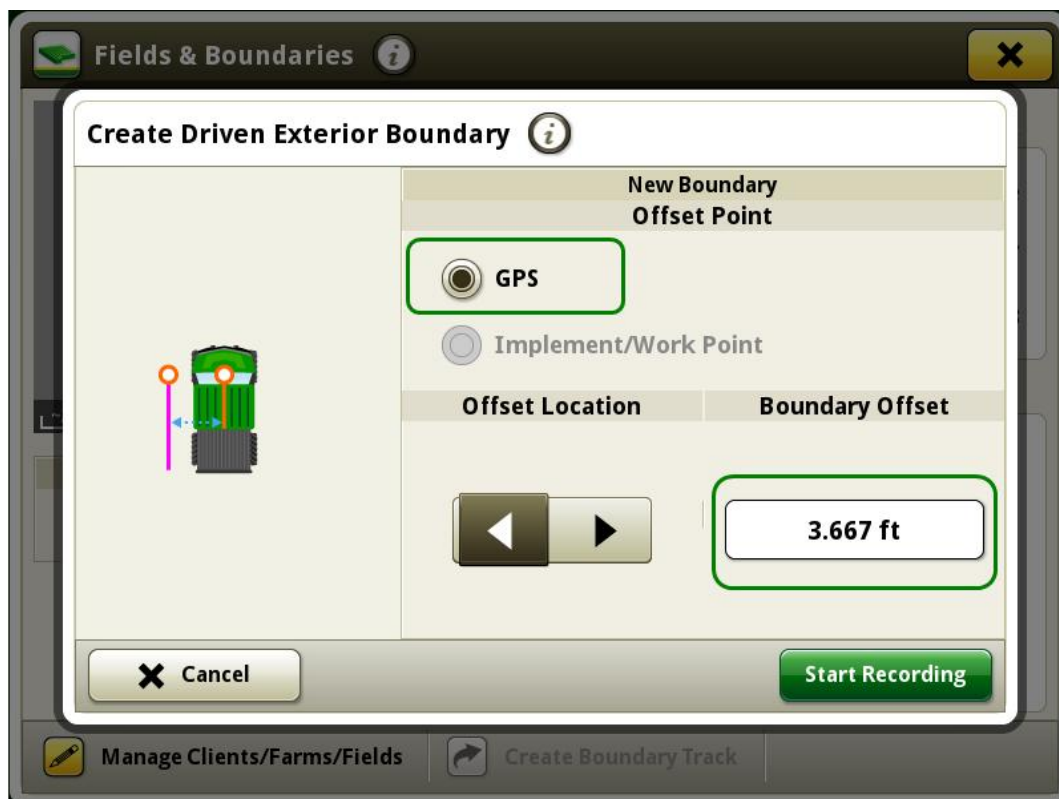 Fields & Boundaries
Create Driven Exterior Boundary
New Boundary
Offset Point
GPS
Implement/Work Point
Offset Location Boundary Offset
3.667 ft
Cancel Start Recording
Manage Clients/Farms/Fields Create Boundary Track